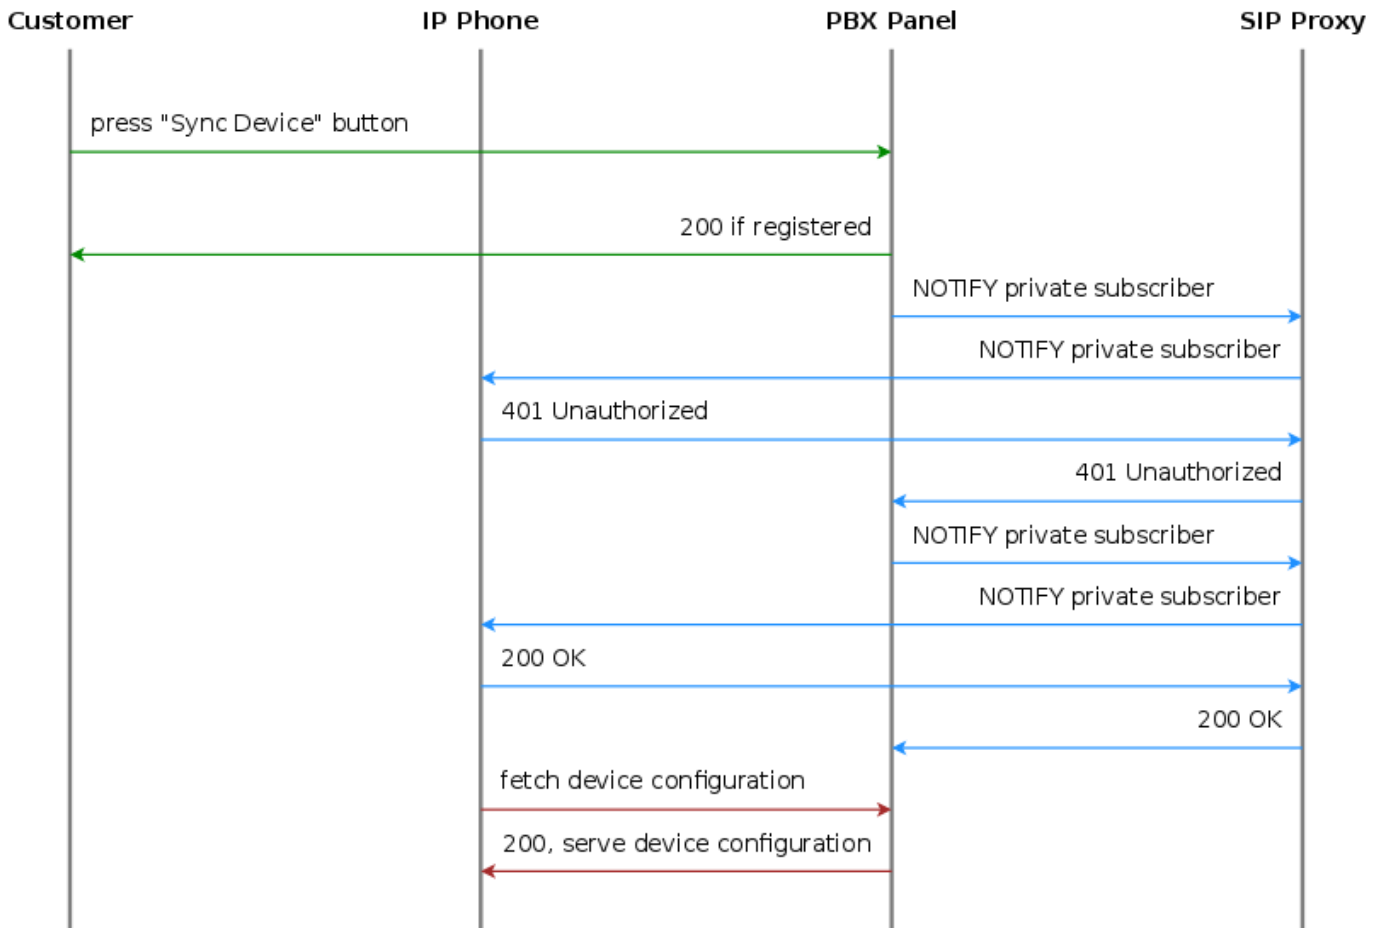 Customer IP Phone PBX Panel SIP Proxy
press "Sync Device" button
200 if registered
NOTIFY private subscriber
NOTIFY private subscriber
401 Unauthorized
401 Unauthorized
NOTIFY private subscriber
NOTIFY private subscriber
200 OK
200 OK
fetch device configuration
200, serve device configuration